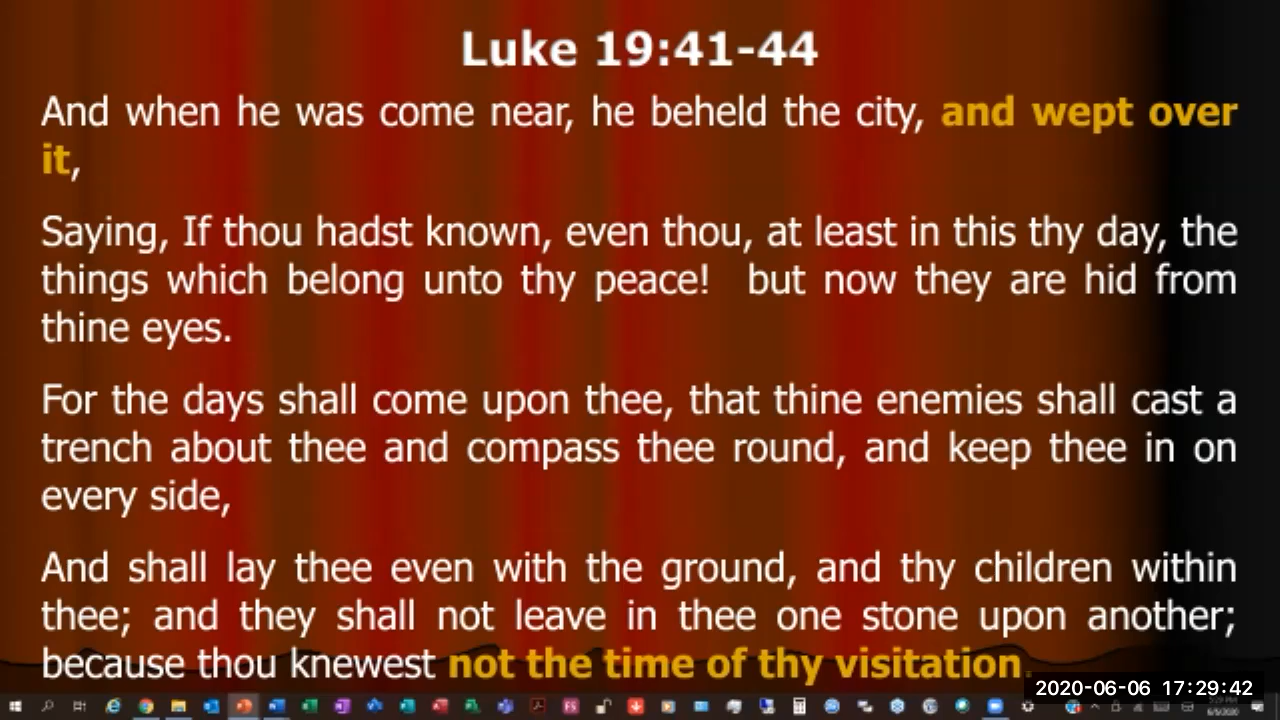 Luke 19:41-44
And when he was come near, he beheld the city, and wept over
it,
Saying, If thou hadst known, even thou, at least in this thy day, the
things which belong unto thy peace!  but now they are hid from
thine eyes.
For the days shall come upon thee, that thine enemies shall cast a
trench about thee and compass thee round, and keep thee in on
every side,
And shall lay thee even with the ground, and thy children within
thee; and they shall not leave in thee one stone upon another;
because thou knewest not the time of thy visitation.
2020-06-06 17:29:42